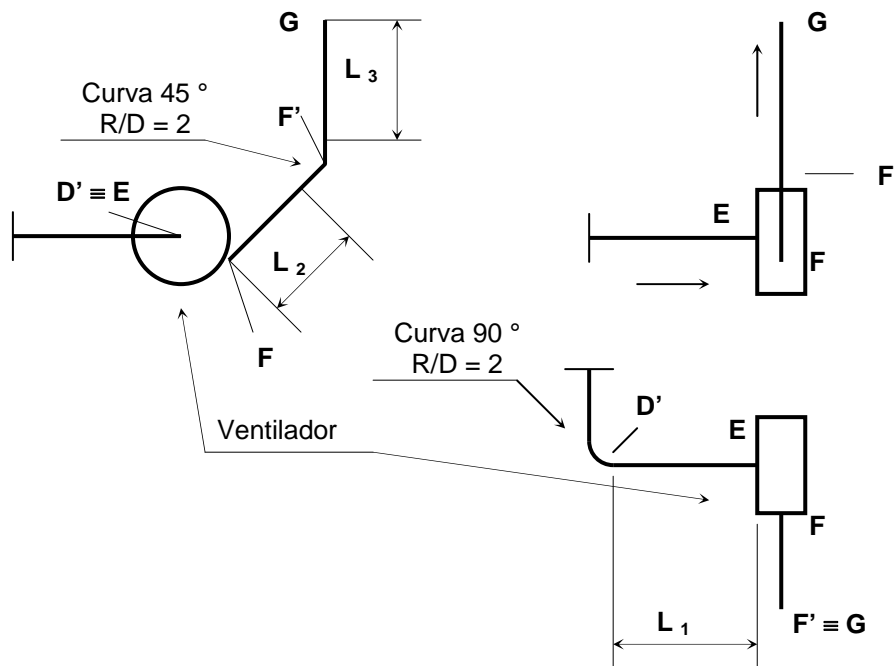 G
L 3
Curva 45 °
R/D = 2
F’
D’ ≡ E
L 2
F
Ventilador
G
F
E
F
Curva 90 °
R/D = 2
D’
E
F
L 1
F’ ≡ G